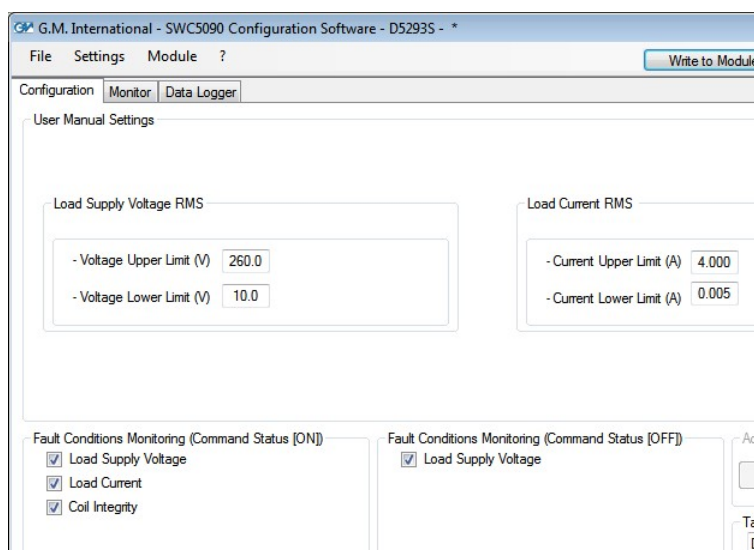 G.M. International - SWC5090 Configuration Software - D5293S - *
File Settings Module ?
Write to Module
Configuration Monitor Data Logger
User Manual Settings
Load Supply Voltage RMS
Load Current RMS
- Voltage Upper Limit (V) 260.0
- Current Upper Limit (A) 4.000
- Voltage Lower Limit (V) 10.0
- Current Lower Limit (A) 0.005
Fault Conditions Monitoring (Command Status [ON])
Fault Conditions Monitoring (Command Status [OFF])
Load Supply Voltage
Load Supply Voltage
Load Current
Coil Integrity